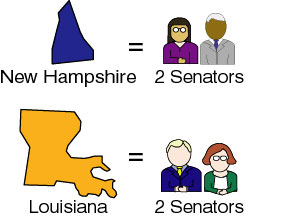 =
New Hampshire 2 Senators
=
Louisiana 2 Senators